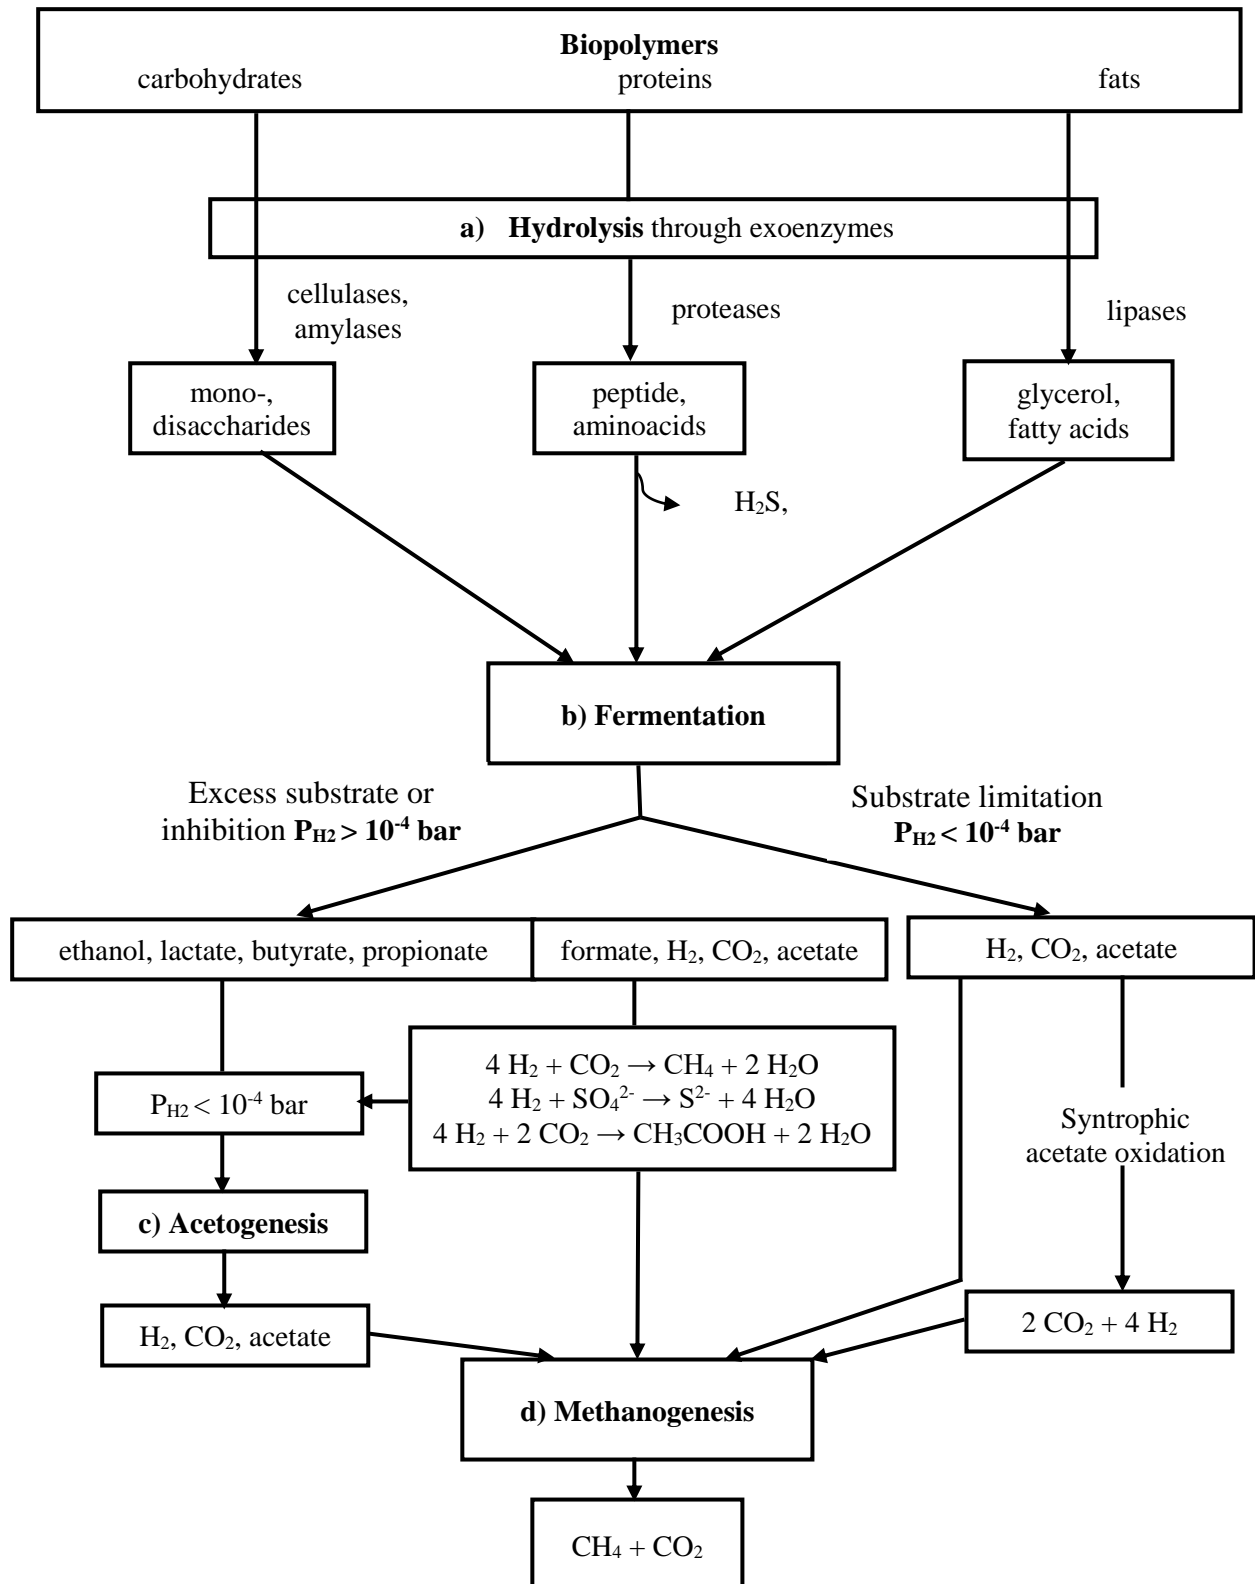 Biopolymers
carbohydrates proteins fats
a) Hydrolysis through exoenzymes
cellulases,
amylases
proteases
lipases
mono-,
disaccharides
peptide,
aminoacids
glycerol,
fatty acids
H₂S,
b) Fermentation
Excess substrate or
inhibition P_H2 > 10⁻⁴ bar
Substrate limitation
P_H2 < 10⁻⁴ bar
ethanol, lactate, butyrate, propionate
formate, H₂, CO₂, acetate
H₂, CO₂, acetate
4 H₂ + CO₂ → CH₄ + 2 H₂O
4 H₂ + SO₄²⁻ → S²⁻ + 4 H₂O
4 H₂ + 2 CO₂ → CH₃COOH + 2 H₂O
P_H2 < 10⁻⁴ bar
Syntrophic
acetate oxidation
c) Acetogenesis
H₂, CO₂, acetate
2 CO₂ + 4 H₂
d) Methanogenesis
CH₄ + CO₂